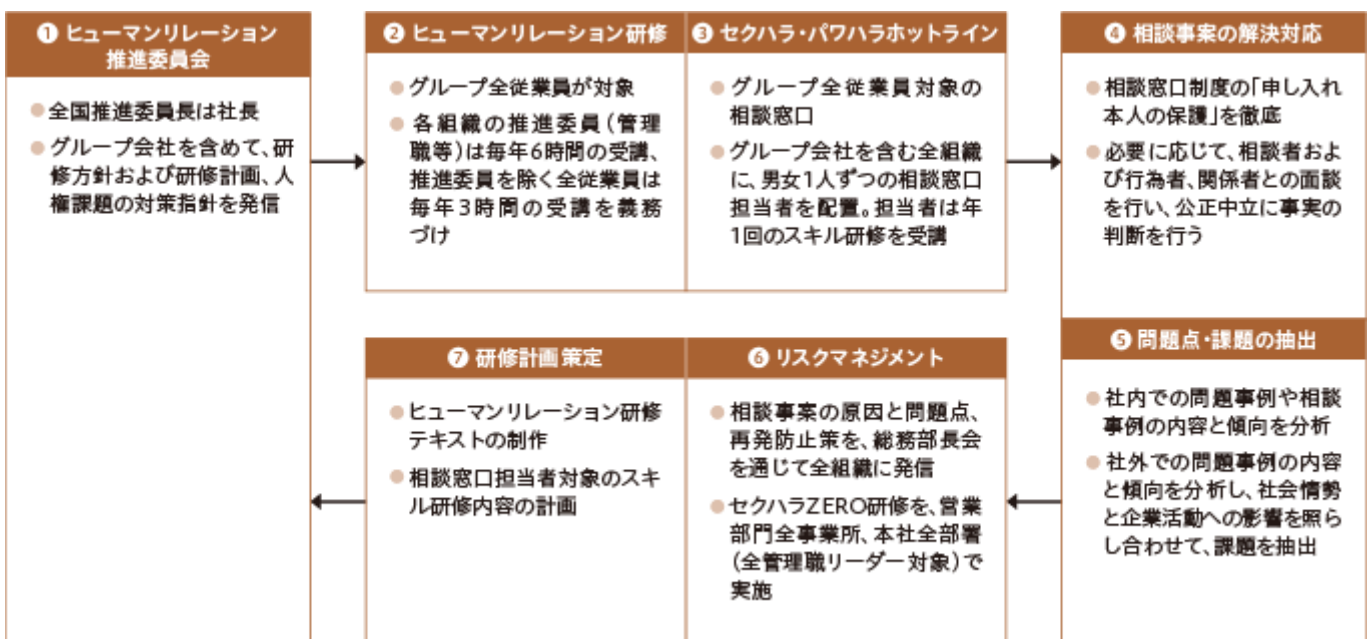 ❶ ヒューマンリレーション
推進委員会
●全国推進委員長は社長
●グループ会社を含めて、研
修方針および研修計画、人
権課題の対策指針を発信
❷ ヒューマンリレーション研修
●グループ全従業員が対象
●各組織の推進委員(管理
職等)は毎年6時間の受講、
推進委員を除く全従業員は
毎年3時間の受講を義務
づけ
❸ セクハラ・パワハラホットライン
●グループ全従業員対象の
相談窓口
●グループ会社を含む全組織
に、男女1人ずつの相談窓口
担当者を配置。担当者は年
1回のスキル研修を受講
❹ 相談事案の解決対応
●相談窓口制度の「申し入れ
本人の保護」を徹底
●必要に応じて、相談者およ
び行為者、関係者との面談
を行い、公正中立に事実の
判断を行う
❺ 問題点・課題の抽出
●社内での問題事例や相談
事例の内容と傾向を分析
●社外での問題事例の内容
と傾向を分析し、社会情勢
と企業活動への影響を照ら
し合わせて、課題を抽出
❻ リスクマネジメント
●相談事案の原因と問題点、
再発防止策を、総務部長会
を通じて全組織に発信
●セクハラZERO研修を、営業
部門全事業所、本社全部署
(全管理職リーダー対象)で
実施
❼ 研修計画策定
●ヒューマンリレーション研修
テキストの制作
●相談窓口担当者対象のスキ
ル研修内容の計画